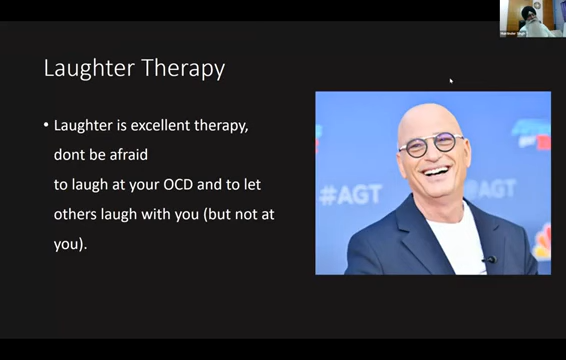 Laughter Therapy
• Laughter is excellent therapy,
dont be afraid
to laugh at your OCD and to let
others laugh with you (but not at
you).
#AGT
@AGT